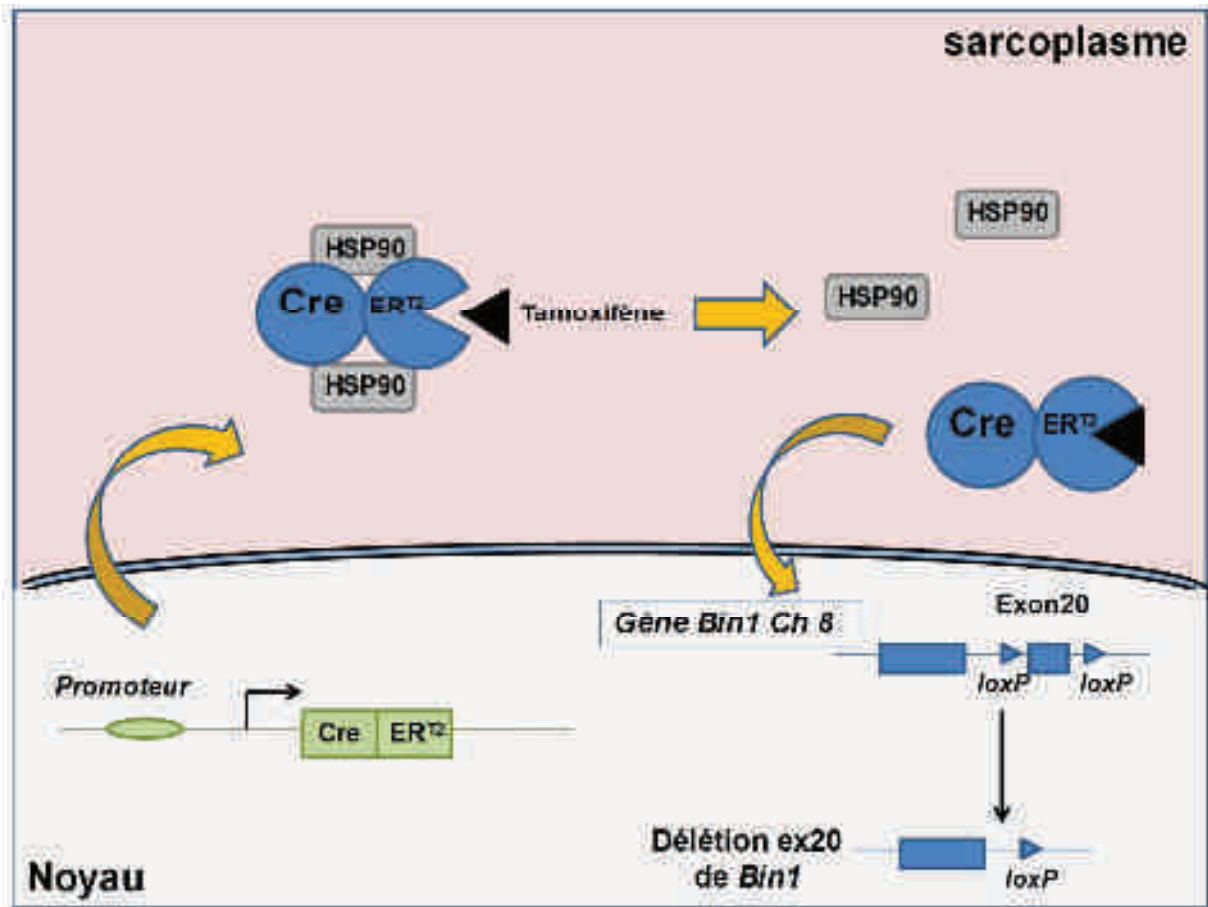 sarcoplasme
HSP90
HSP90
Cre ERT2
Tamoxifène
HSP90
HSP90
Cre ERT2
Gène Bin1 Ch 8
Exon20
loxP loxP
Promoteur
Cre ERT2
Délétion ex20
de Bin1
loxP
Noyau